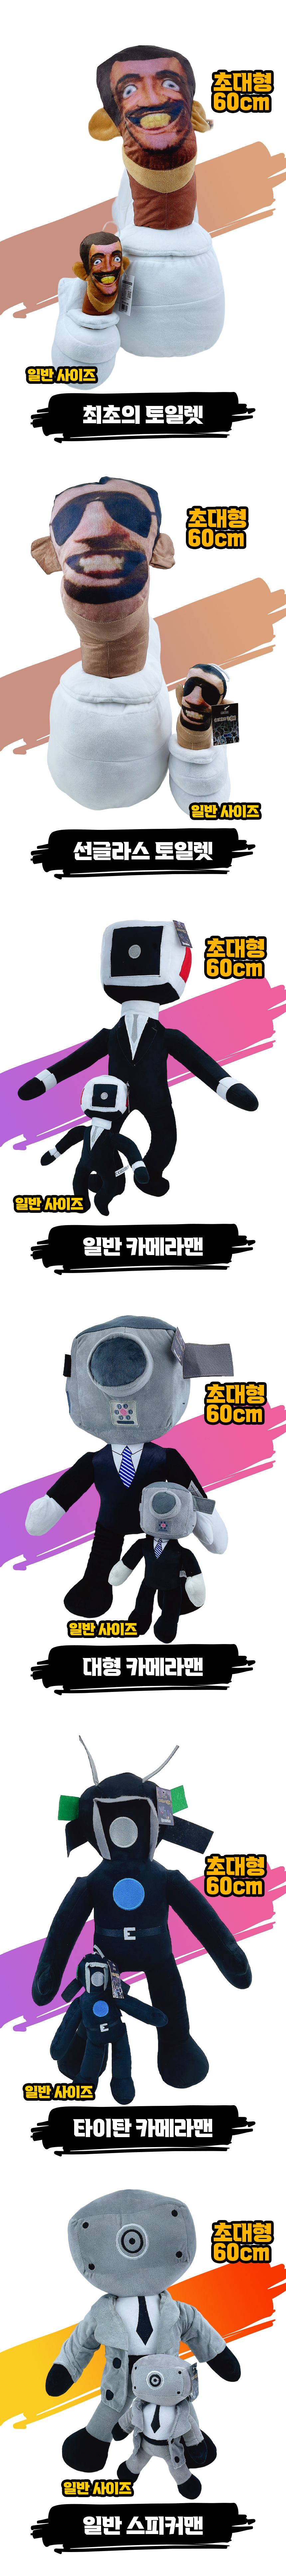 초대형
60cm
일반 사이즈
최초의 토일렛
초대형
60cm
일반 사이즈
선글라스 토일렛
초대형
60cm
일반 사이즈
일반 카메라맨
초대형
60cm
일반 사이즈
대형 카메라맨
초대형
60cm
일반 사이즈
타이탄 카메라맨
초대형
60cm
일반 사이즈
일반 스피커맨